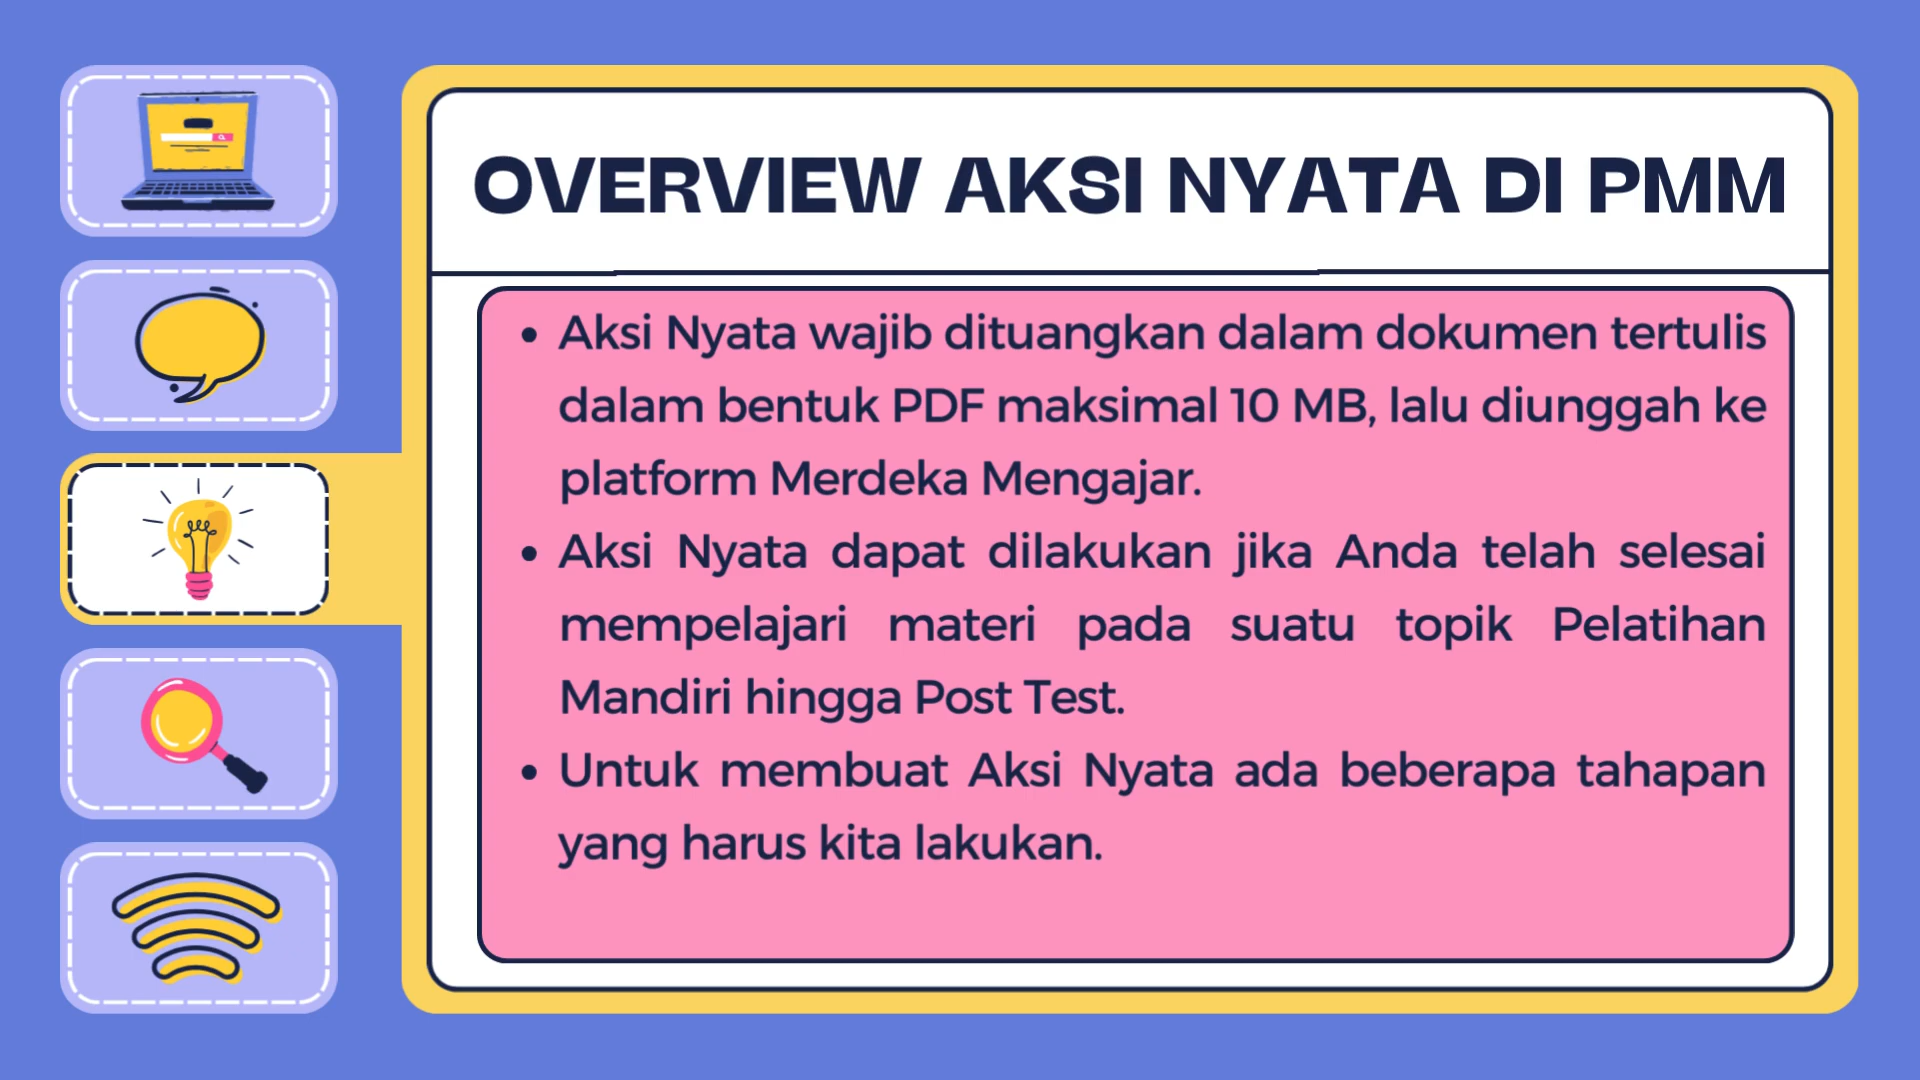 OVERVIEW AKSI NYATA DI PMM
• Aksi Nyata wajib dituangkan dalam dokumen tertulis
dalam bentuk PDF maksimal 10 MB, lalu diunggah ke
platform Merdeka Mengajar.
• Aksi Nyata dapat dilakukan jika Anda telah selesai
mempelajari materi pada suatu topik Pelatihan
Mandiri hingga Post Test.
• Untuk membuat Aksi Nyata ada beberapa tahapan
yang harus kita lakukan.